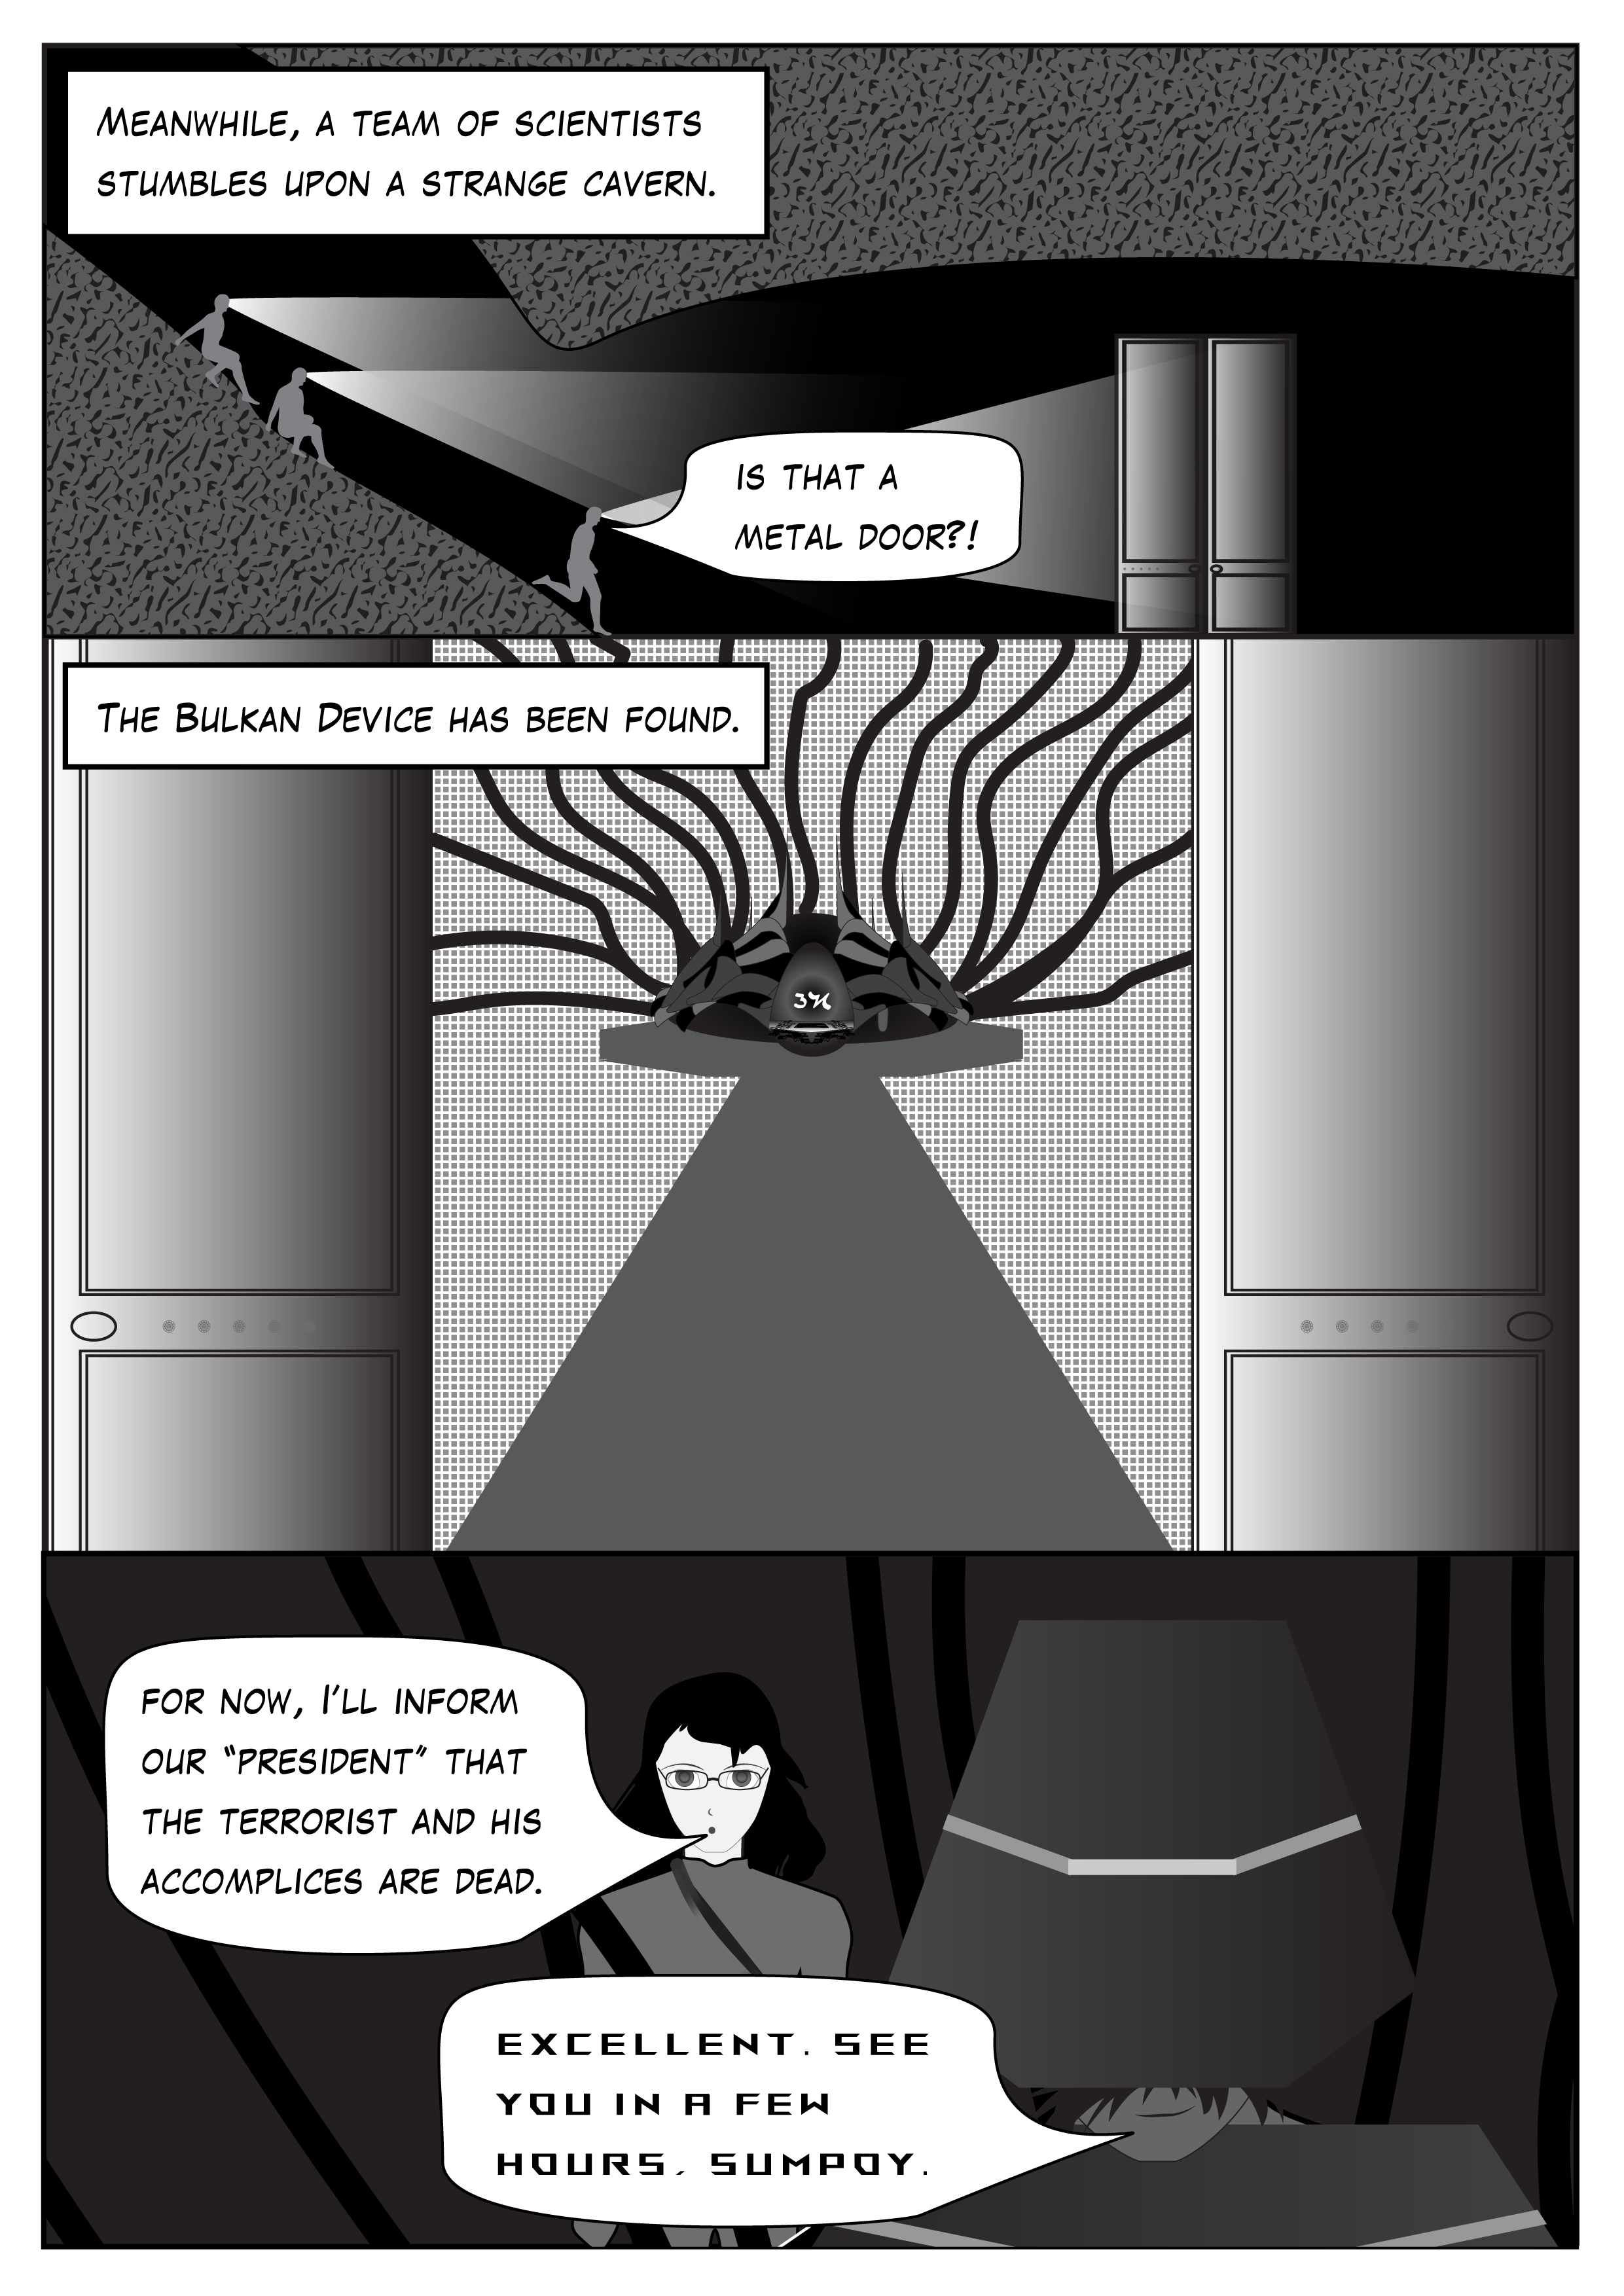 Meanwhile, a team of scientists
stumbles upon a strange cavern.
Is that a
metal door?!
The Bulkan Device has been found.
For now, I'll inform
our “president” that
the terrorist and his
accomplices are dead.
EXCELLENT. SEE
YOU IN A FEW
HOURS, SUMPOY.